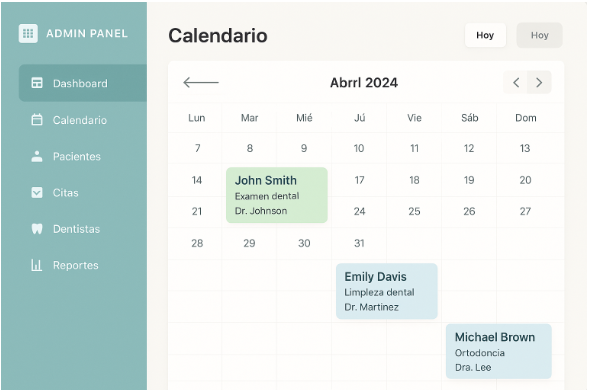 ADMIN PANEL
Dashboard
Calendario
Pacientes
Citas
Dentistas
Reportes
Calendario
Hoy
Hoy
Abrrl 2024
Lun Mar Mié Jú Vie Sáb Dom
7 8 9 10 11 12 13
14 17 18 19 20
John Smith
Examen dental
Dr. Johnson
21 24 25 26 27
28 29 30 31
Emily Davis
Limpleza dental
Dr. Martinez
Michael Brown
Ortodoncia
Dra. Lee